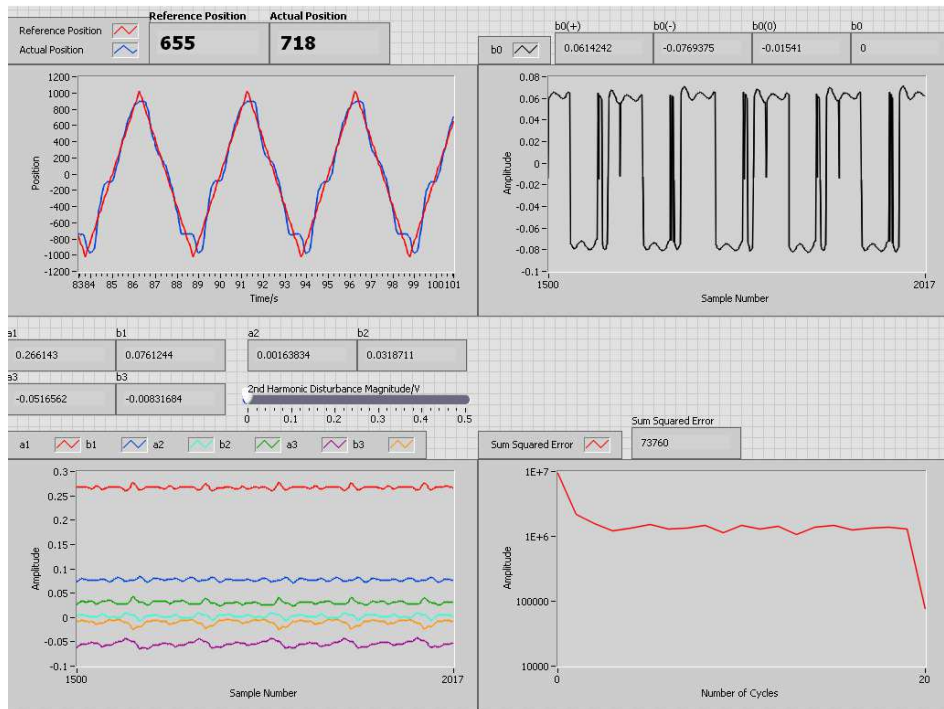 Reference Position
Actual Position
Reference Position
655
Actual Position
718
1200
1000
800
600
400
200
0
-200
-400
-600
-800
-1000
-1200
Position
8384 85 86 87 88 89 90 91 92 93 94 95 96 97 98 99 100101
Time/s
b0
b0(+)
0.0614242
b0(-)
-0.0769375
b0(0)
-0.01541
b0
0
0.08
0.06
0.04
0.02
0
-0.02
-0.04
-0.06
-0.08
-0.1
Amplitude
1500 2017
Sample Number
a1
0.266143
b1
0.0761244
a2
0.00163834
b2
0.0318711
a3
-0.0516562
b3
-0.00831684
2nd Harmonic Disturbance Magnitude/V
0 0.1 0.2 0.3 0.4 0.5
a1 b1 a2 b2 a3 b3
0.3
0.25
0.2
0.15
0.1
0.05
0
-0.05
-0.1
Amplitude
1500 2017
Sample Number
Sum Squared Error
Sum Squared Error
73760
1E+7
1E+6
100000
10000
Amplitude
0 20
Number of Cycles